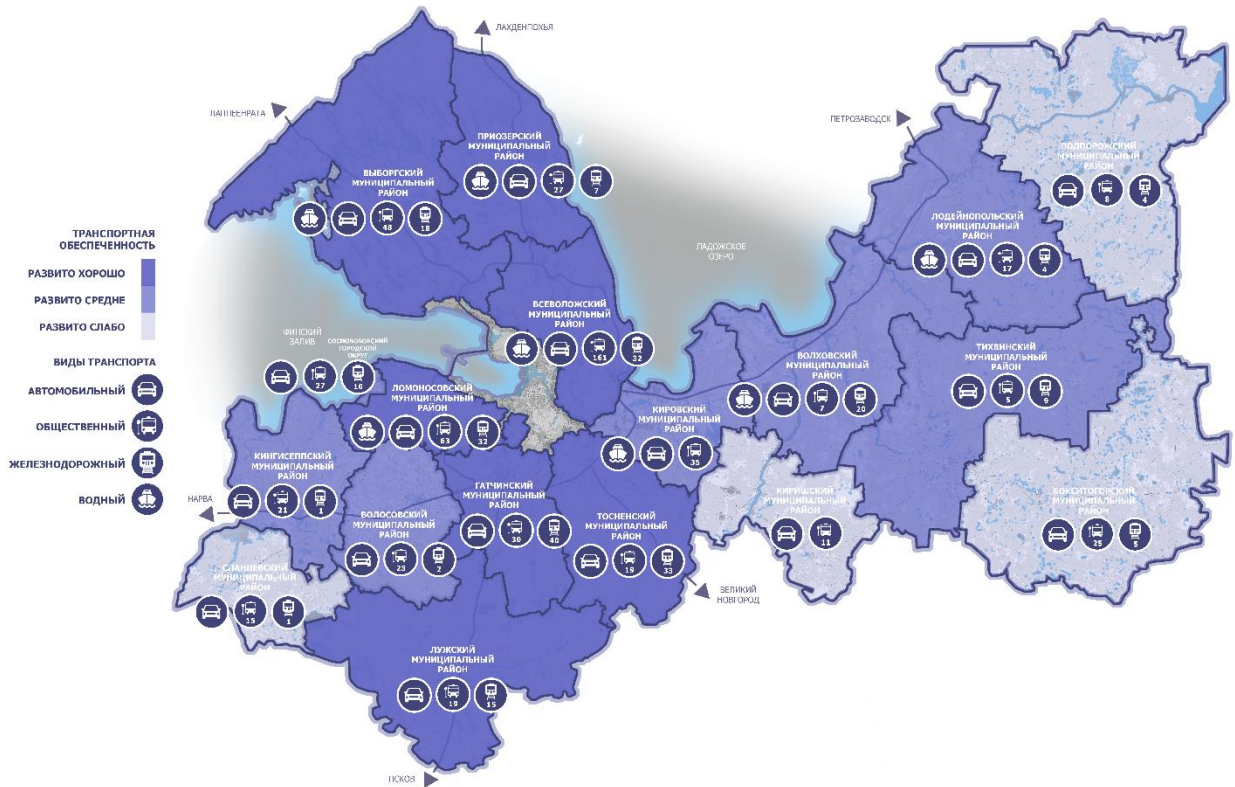 ЛАХДЕНПОХЬЯ
ЛАППЕЕНРАТА
ПЕТРОЗАВОДСК
ПРИОЗЕРСКИЙ
МУНИЦИПАЛЬНЫЙ
РАЙОН
27
7
ВЫБОРГСКИЙ
МУНИЦИПАЛЬНЫЙ
РАЙОН
48
18
ПОДПОРОЖСКИЙ
МУНИЦИПАЛЬНЫЙ
РАЙОН
6
4
ЛОДЕЙНОПОЛЬСКИЙ
МУНИЦИПАЛЬНЫЙ
РАЙОН
17
4
ЛАДОЖСКОЕ
ОЗЕРО
ТРАНСПОРТНАЯ
ОБЕСПЕЧЕННОСТЬ
РАЗВИТО ХОРОШО
РАЗВИТО СРЕДНЕ
РАЗВИТО СЛАБО
ВИДЫ ТРАНСПОРТА
АВТОМОБИЛЬНЫЙ
ОБЩЕСТВЕННЫЙ
ЖЕЛЕЗНОДОРОЖНЫЙ
ВОДНЫЙ
ВСЕВОЛОЖСКИЙ
МУНИЦИПАЛЬНЫЙ
РАЙОН
161
32
ФИНСКИЙ
ЗАЛИВ
СОСНОВОБОРСКИЙ
ГОРОДСКОЙ
ОКРУГ
27
16
ЛОМОНОСОВСКИЙ
МУНИЦИПАЛЬНЫЙ
РАЙОН
63
32
ВОЛХОВСКИЙ
МУНИЦИПАЛЬНЫЙ
РАЙОН
7
20
ТИХВИНСКИЙ
МУНИЦИПАЛЬНЫЙ
РАЙОН
5
9
КИРОВСКИЙ
МУНИЦИПАЛЬНЫЙ
РАЙОН
35
КИНГИСЕППСКИЙ
МУНИЦИПАЛЬНЫЙ
РАЙОН
21
1
НАРВА
ВОЛОСОВСКИЙ
МУНИЦИПАЛЬНЫЙ
РАЙОН
23
2
ГАТЧИНСКИЙ
МУНИЦИПАЛЬНЫЙ
РАЙОН
30
40
ТОСНЕНСКИЙ
МУНИЦИПАЛЬНЫЙ
РАЙОН
19
33
КИРИШСКИЙ
МУНИЦИПАЛЬНЫЙ
РАЙОН
11
БОКСИТОГОРСКИЙ
МУНИЦИПАЛЬНЫЙ
РАЙОН
25
5
СЛАНЦЕВСКИЙ
МУНИЦИПАЛЬНЫЙ
РАЙОН
15
1
ВЕЛИКИЙ
НОВГОРОД
ЛУЖСКИЙ
МУНИЦИПАЛЬНЫЙ
РАЙОН
19
15
ПСКОВ